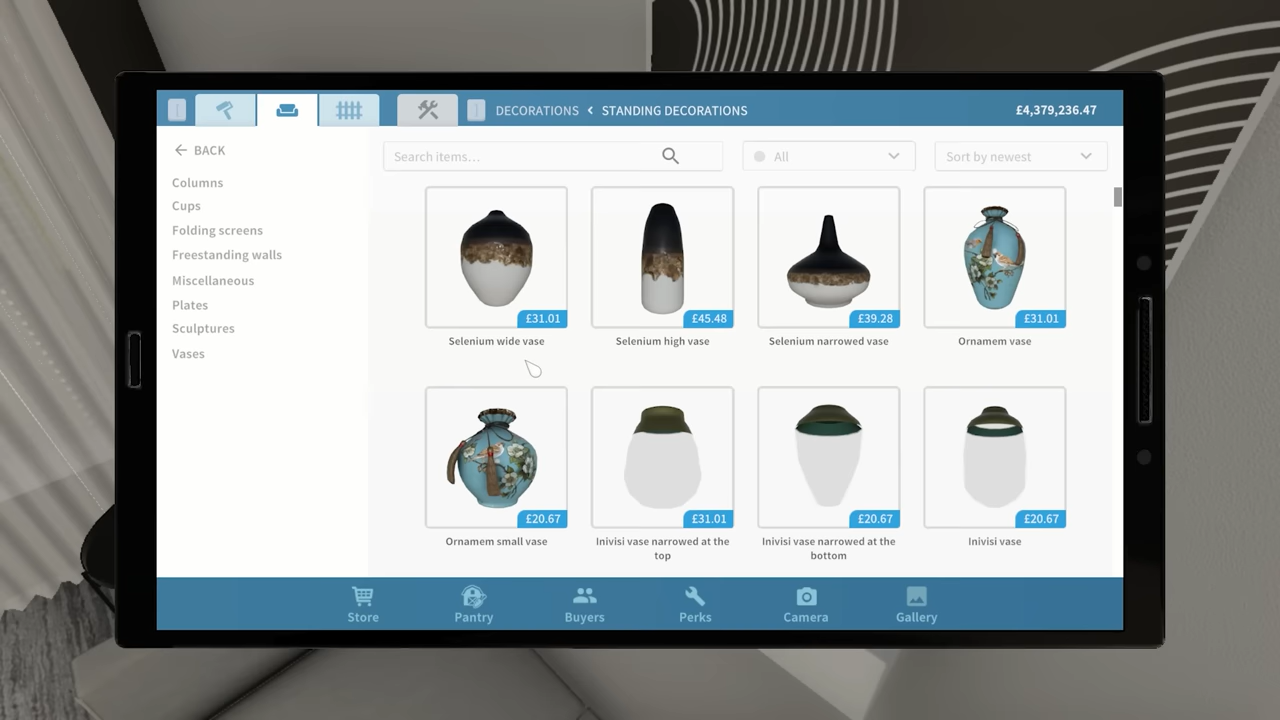 DECORATIONS < STANDING DECORATIONS
£4,379,236.47
BACK
Search items...
All
Sort by newest
Columns
Cups
Folding screens
Freestanding walls
Miscellaneous
Plates
Sculptures
Vases
£31.01
£45.48
£39.28
£31.01
Selenium wide vase
Selenium high vase
Selenium narrowed vase
Ornamem vase
£20.67
£31.01
£20.67
£20.67
Ornamem small vase
Inivisi vase narrowed at the
top
Inivisi vase narrowed at the
bottom
Inivisi vase
Store
Pantry
Buyers
Perks
Camera
Gallery